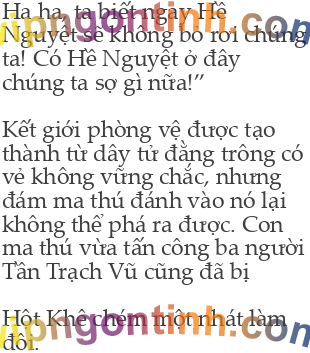 Ha ha, ta biết ngay Hề
Nguyệt sẽ không bỏ rơi chúng
ta! Có Hề Nguyệt ở đây
chúng ta sợ gì nữa!”
Kết giới phòng vệ được tạo
thành từ dây tử đằng trông có
vẻ không vững chắc, nhưng
đám ma thú đánh vào nó lại
không thể phá ra được. Con
ma thú vừa tấn công ba người
Tần Trạch Vũ cũng đã bị
Hột Khê chém một nhát làm
đôi.
vipngontinh.com
vipngontinh.com